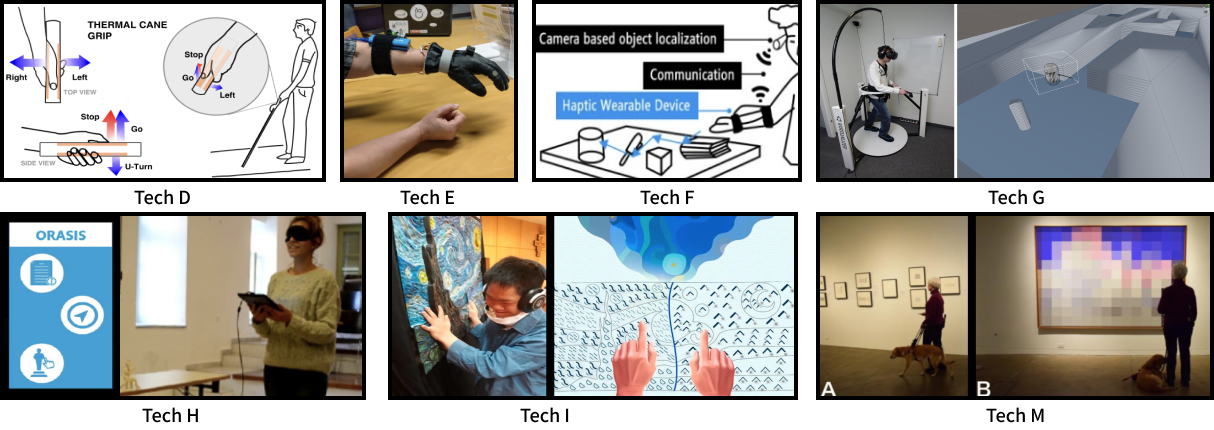 THERMAL CANE
GRIP
Stop
Go
Left
Right
Left
TOP VIEW
Stop
Go
SIDE VIEW
U-Turn
Tech D
Tech E
Camera based object localization
Communication
Haptic Wearable Device
Tech F
Tech G
ORASIS
Tech H
Tech I
A
B
Tech M